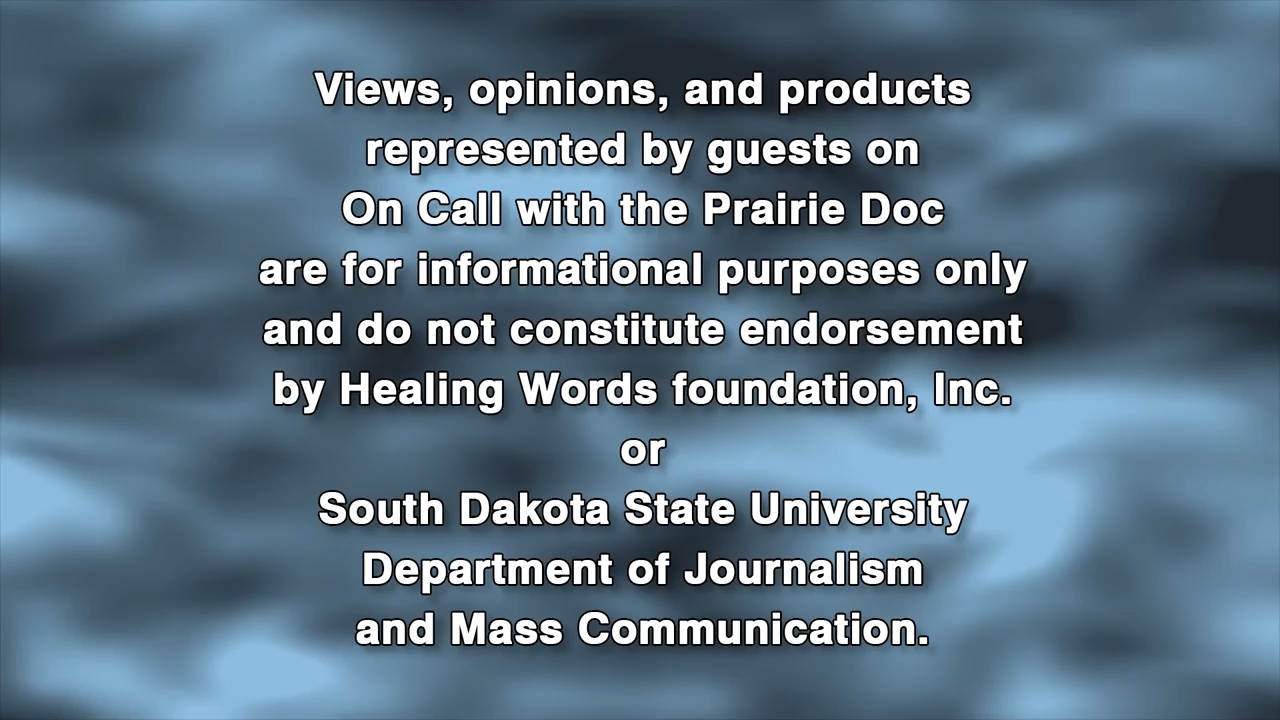 Views, opinions, and products
represented by guests on
On Call with the Prairie Doc
are for informational purposes only
and do not constitute endorsement
by Healing Words foundation, Inc.
or
South Dakota State University
Department of Journalism
and Mass Communication.